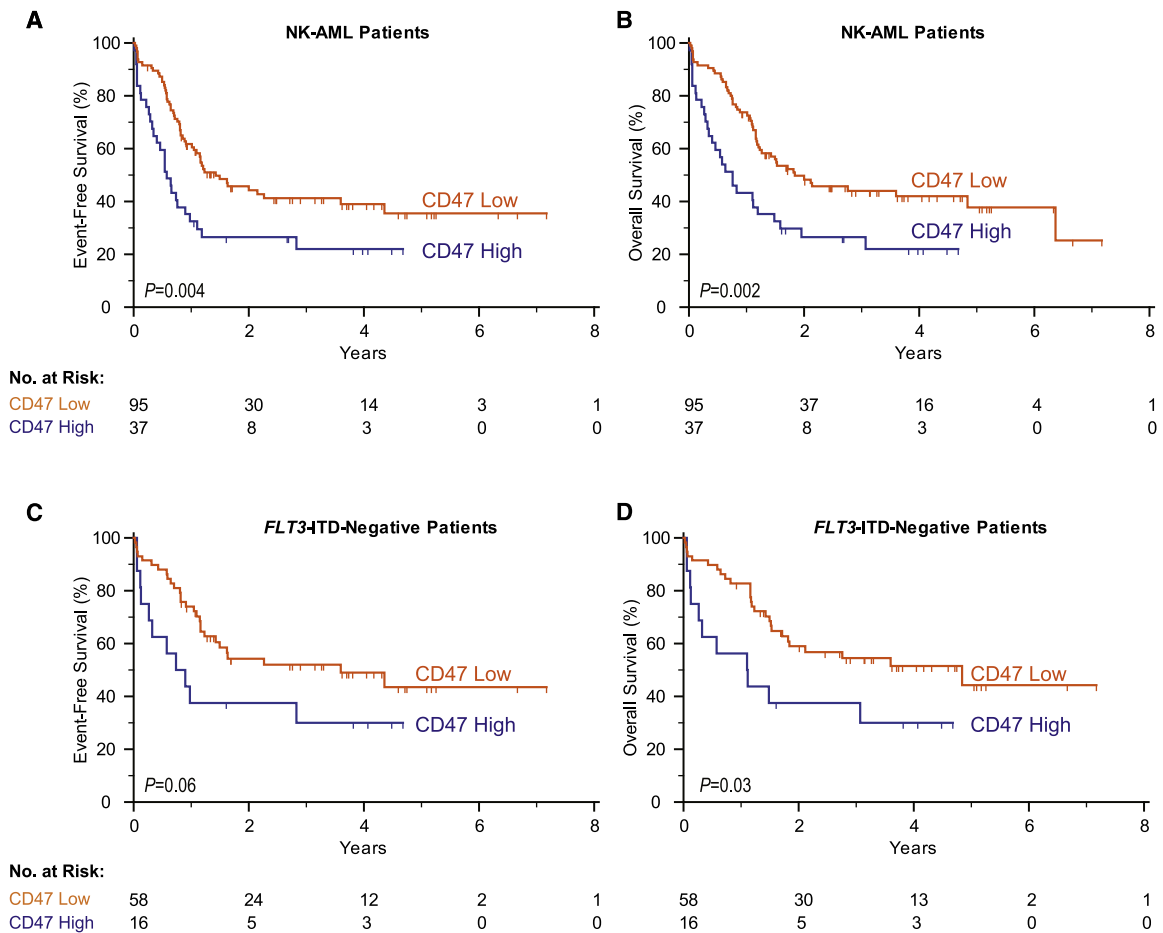 A
NK-AML Patients
100
80
60
40
20
0
Event-Free Survival (%)
CD47 Low
CD47 High
P=0.004
0 2 4 6 8
Years
No. at Risk:
CD47 Low 95 30 14 3 1
CD47 High 37 8 3 0 0
B
NK-AML Patients
100
80
60
40
20
0
Overall Survival (%)
CD47 Low
CD47 High
P=0.002
0 2 4 6 8
Years
95 37 16 4 1
37 8 3 0 0
C
FLT3-ITD-Negative Patients
100
80
60
40
20
0
Event-Free Survival (%)
CD47 Low
CD47 High
P=0.06
0 2 4 6 8
Years
No. at Risk:
CD47 Low 58 24 12 2 1
CD47 High 16 5 3 0 0
D
FLT3-ITD-Negative Patients
100
80
60
40
20
0
Overall Survival (%)
CD47 Low
CD47 High
P=0.03
0 2 4 6 8
Years
58 30 13 2 1
16 5 3 0 0